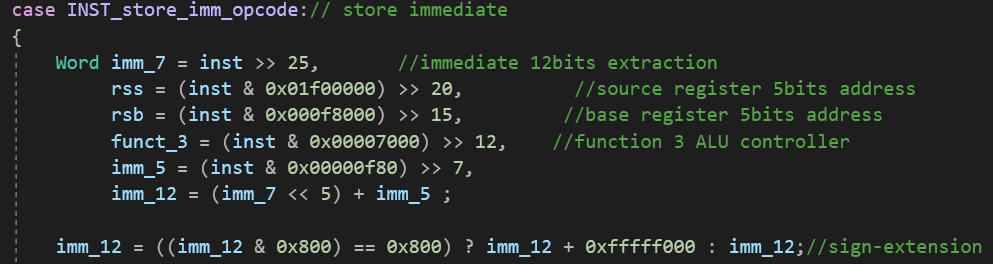 case INST_store_imm_opcode:// store immediate
{
Word imm_7 = inst >> 25, //immediate 12bits extraction
rss = (inst & 0x01f00000) >> 20, //source register 5bits address
rsb = (inst & 0x000f8000) >> 15, //base register 5bits address
funct_3 = (inst & 0x00007000) >> 12, //function 3 ALU controller
imm_5 = (inst & 0x00000f80) >> 7,
imm_12 = (imm_7 << 5) + imm_5 ;
imm_12 = ((imm_12 & 0x800) == 0x800) ? imm_12 + 0xfffff000 : imm_12;//sign-extension